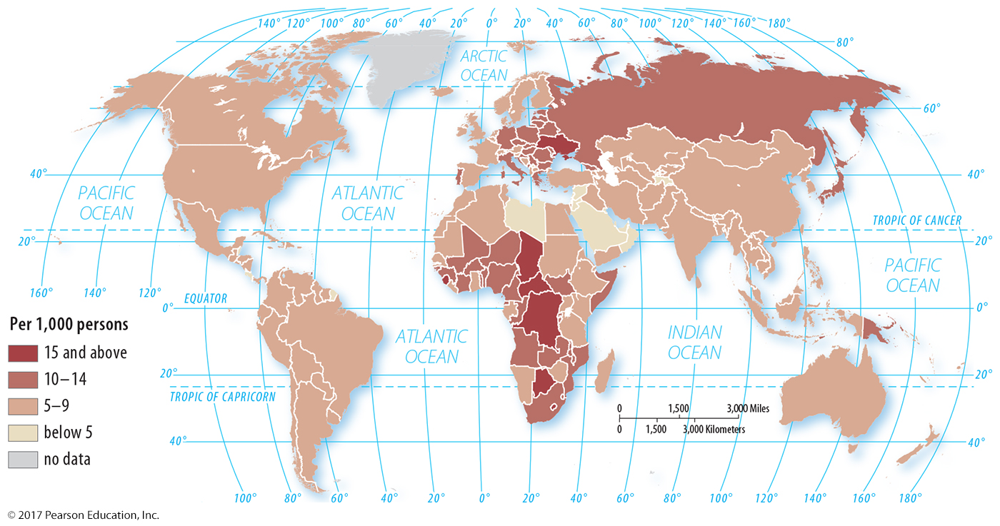 140° 120° 100° 80° 60° 40° 20° 0° 20° 40° 60° 80° 100° 120° 140° 160° 180°
80°
ARCTIC
OCEAN
60°
40°
40°
PACIFIC
OCEAN
ATLANTIC
OCEAN
TROPIC OF CANCER
20°
20°
PACIFIC
OCEAN
160° 140° 120°
EQUATOR
0°
0°
Per 1,000 persons
15 and above
10–14
5–9
below 5
no data
ATLANTIC
OCEAN
INDIAN
OCEAN
20°
20°
TROPIC OF CAPRICORN
0 1,500 3,000 Miles
0 1,500 3,000 Kilometers
40°
40°
100° 80° 60° 40° 20° 0° 20° 40° 60° 80° 100° 120° 140° 160° 180°
© 2017 Pearson Education, Inc.